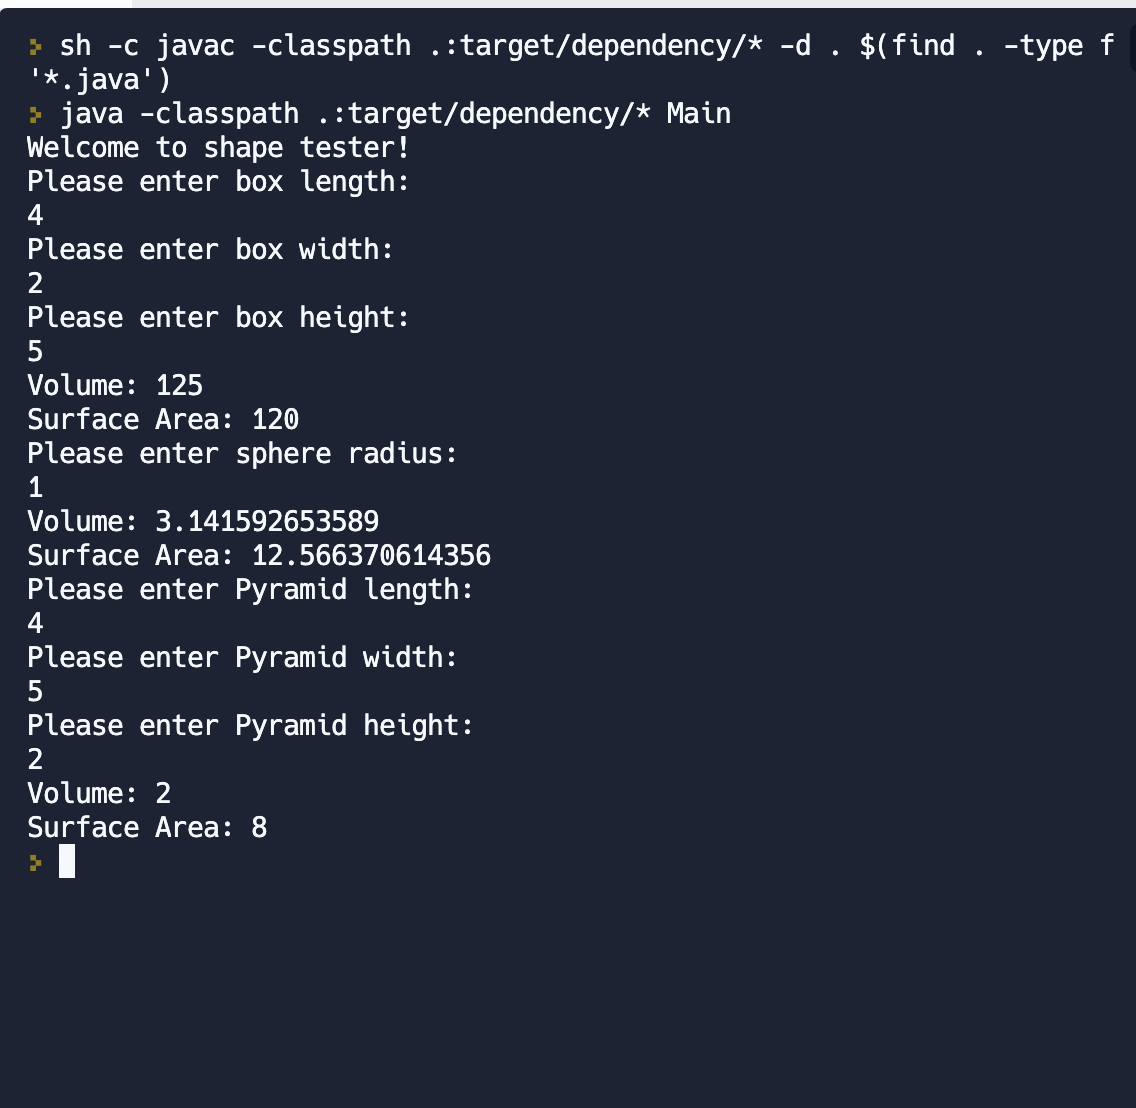 sh -c javac -classpath .:target/dependency/* -d . $(find . -type f
'*.java')
java -classpath .:target/dependency/* Main
Welcome to shape tester!
Please enter box length:
4
Please enter box width:
2
Please enter box height:
5
Volume: 125
Surface Area: 120
Please enter sphere radius:
1
Volume: 3.141592653589
Surface Area: 12.566370614356
Please enter Pyramid length:
4
Please enter Pyramid width:
5
Please enter Pyramid height:
2
Volume: 2
Surface Area: 8